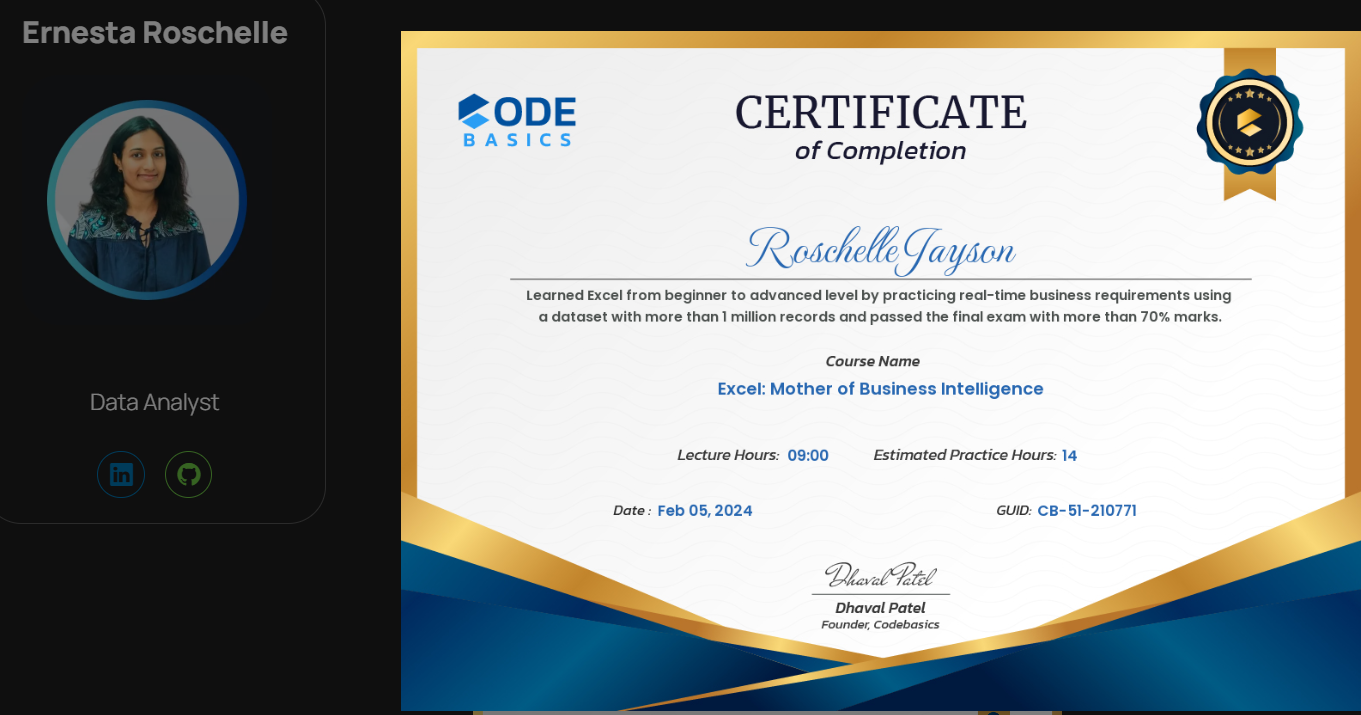 Ernesta Roschelle
Data Analyst
CODE
BASICS
CERTIFICATE
of Completion
Roschelle Jayson
Learned Excel from beginner to advanced level by practicing real-time business requirements using
a dataset with more than 1 million records and passed the final exam with more than 70% marks.
Course Name
Excel: Mother of Business Intelligence
Lecture Hours: 09:00 Estimated Practice Hours: 14
Date : Feb 05, 2024 GUID: CB-51-210771
Dhaval Patel
Dhaval Patel
Founder, Codebasics